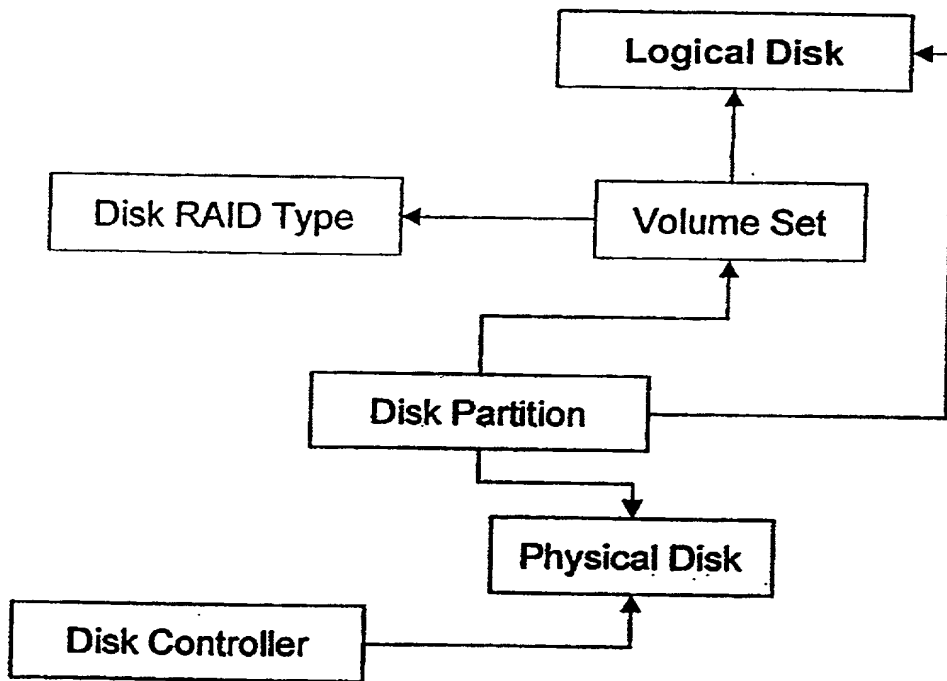 Logical Disk
Disk RAID Type
Volume Set
Disk Partition
Physical Disk
Disk Controller